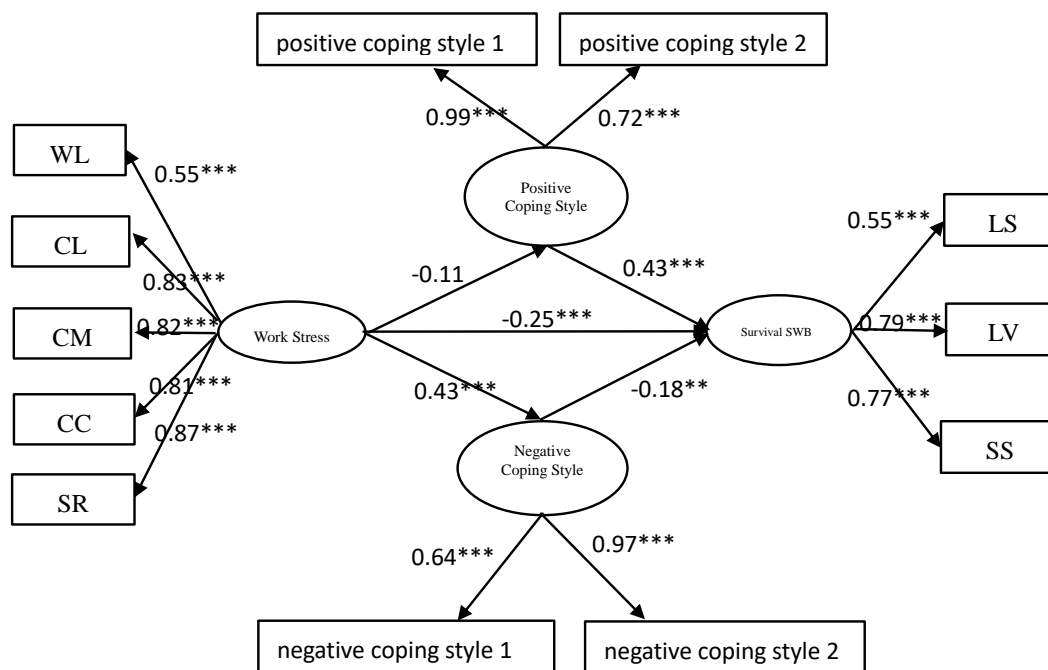 positive coping style 1
positive coping style 2
0.99***
0.72***
WL
0.55***
Positive
Coping Style
CL
0.83***
LS
0.55***
-0.11
0.43***
CM
0.82***
Work Stress
-0.25***
Survival SWB
0.79***
LV
CC
0.81***
0.43***
-0.18**
0.77***
SS
0.87***
SR
Negative
Coping Style
0.64***
0.97***
negative coping style 1
negative coping style 2